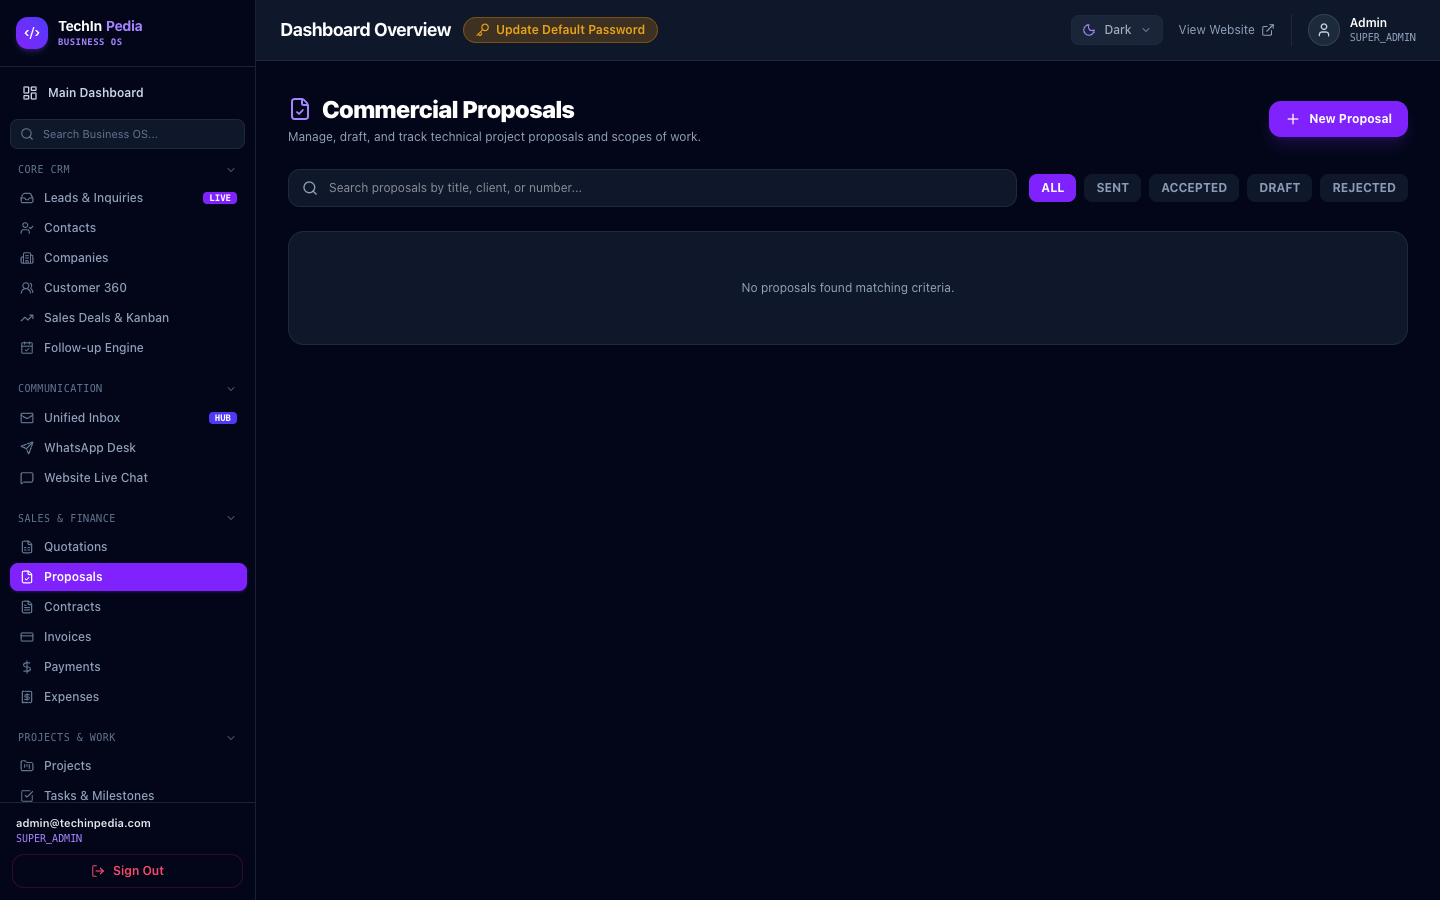 TechIn Pedia
BUSINESS OS
Main Dashboard
Search Business OS...
CORE CRM
Leads & Inquiries LIVE
Contacts
Companies
Customer 360
Sales Deals & Kanban
Follow-up Engine
COMMUNICATION
Unified Inbox HUB
WhatsApp Desk
Website Live Chat
SALES & FINANCE
Quotations
Proposals
Contracts
Invoices
Payments
Expenses
PROJECTS & WORK
Projects
Tasks & Milestones
admin@techinpedia.com
SUPER_ADMIN
Sign Out
Dashboard Overview Update Default Password Dark View Website
Admin
SUPER_ADMIN
Commercial Proposals
Manage, draft, and track technical project proposals and scopes of work.
New Proposal
Search proposals by title, client, or number... ALL SENT ACCEPTED DRAFT REJECTED
No proposals found matching criteria.